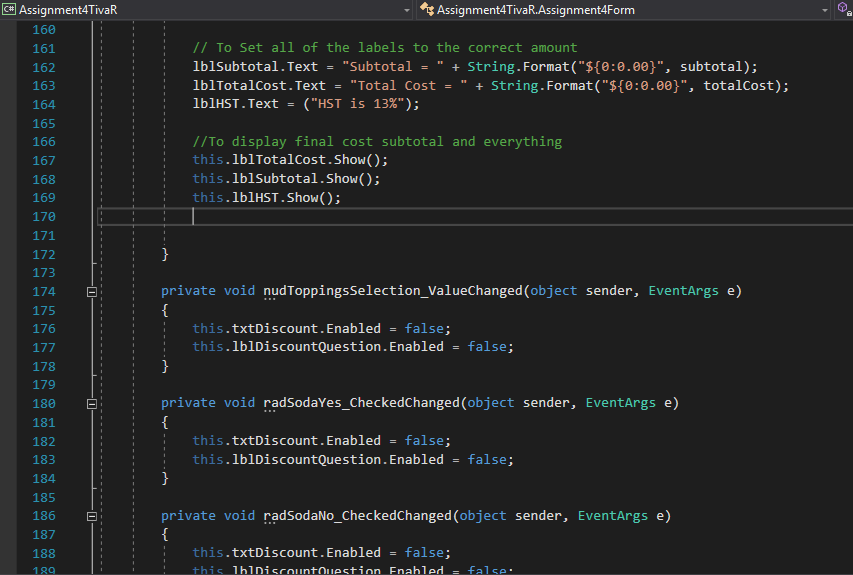 C# Assignment4TivaR
Assignment4TivaR.Assignment4Form
160
161 // To Set all of the labels to the correct amount
162 lblSubtotal.Text = "Subtotal = " + String.Format("${0:0.00}", subtotal);
163 lblTotalCost.Text = "Total Cost = " + String.Format("${0:0.00}", totalCost);
164 lblHST.Text = ("HST is 13%");
165
166 //To display final cost subtotal and everything
167 this.lblTotalCost.Show();
168 this.lblSubtotal.Show();
169 this.lblHST.Show();
170
171
172 }
173
174 private void nudToppingsSelection_ValueChanged(object sender, EventArgs e)
175 {
176 this.txtDiscount.Enabled = false;
177 this.lblDiscountQuestion.Enabled = false;
178 }
179
180 private void radSodaYes_CheckedChanged(object sender, EventArgs e)
181 {
182 this.txtDiscount.Enabled = false;
183 this.lblDiscountQuestion.Enabled = false;
184 }
185
186 private void radSodaNo_CheckedChanged(object sender, EventArgs e)
187 {
188 this.txtDiscount.Enabled = false;
189 this.lblDiscountQuestion.Enabled = false;